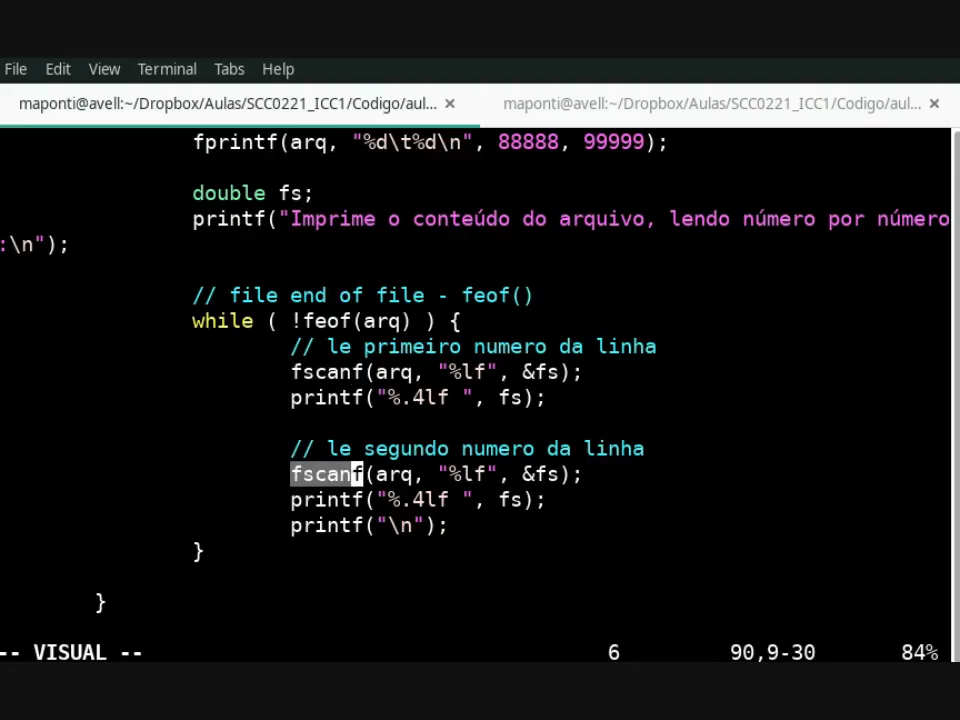 File Edit View Terminal Tabs Help
maponti@avell:~/Dropbox/Aulas/SCC0221_ICC1/Codigo/aul... × maponti@avell:~/Dropbox/Aulas/SCC0221_ICC1/Codigo/aul... ×
fprintf(arq, "%d\t%d\n", 88888, 99999);
double fs;
printf("Imprime o conteúdo do arquivo, lendo número por número
:\n");
// file end of file - feof()
while ( !feof(arq) ) {
// le primeiro numero da linha
fscanf(arq, "%lf", &fs);
printf("%.4lf ", fs);
// le segundo numero da linha
fscanf(arq, "%lf", &fs);
printf("%.4lf ", fs);
printf("\n");
}
}
-- VISUAL -- 6 90,9-30 84%